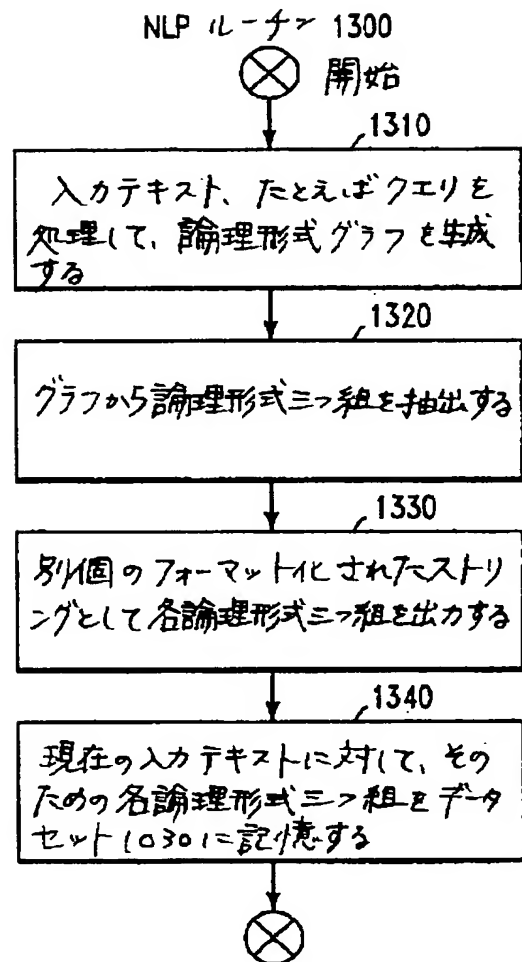 NLP ルーチン 1300
開始
1310
入力テキスト、たとえばクエリを
処理して、論理形式グラフを生成
する
1320
グラフから論理形式三つ組を抽出する
1330
別個のフォーマット化されたストリ
ングとして各論理形式三つ組を出力する
1340
現在の入力テキストに対して、その
ための各論理形式三つ組をデータ
セット1030に記憶する